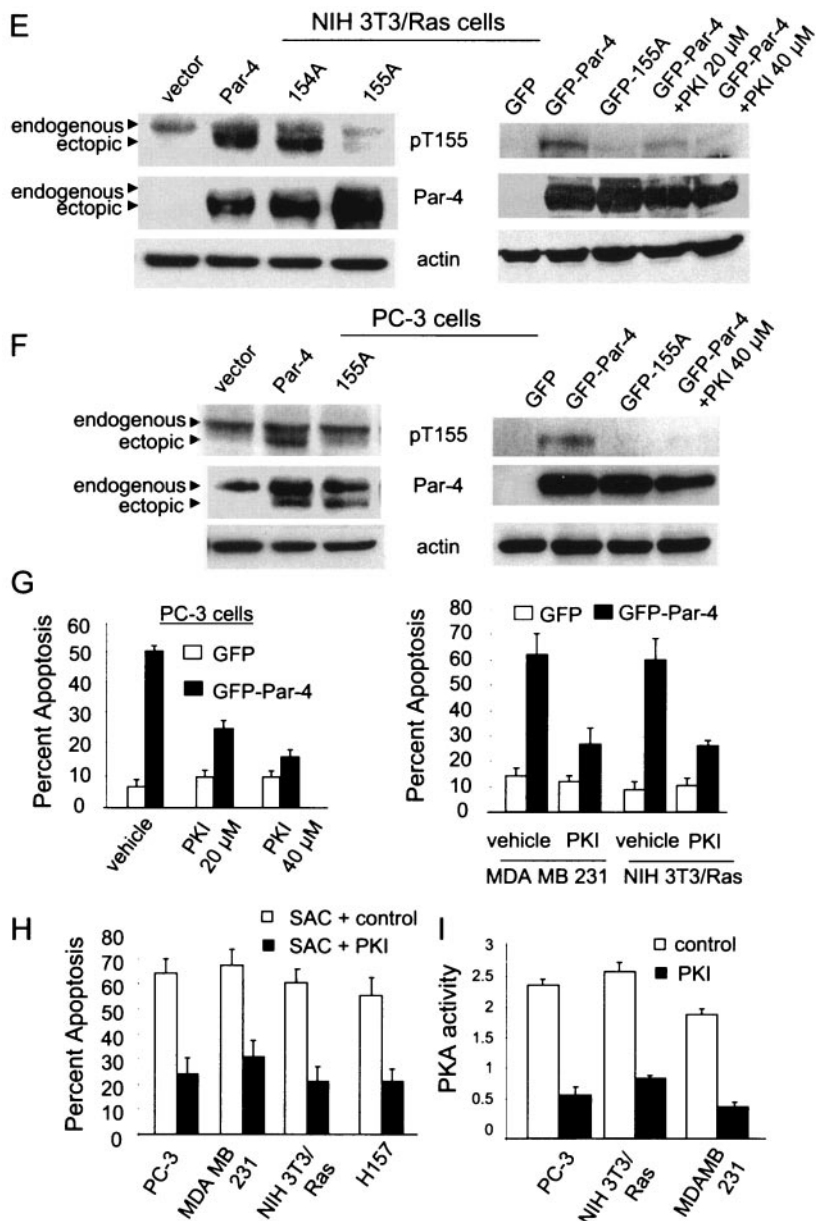 E
NIH 3T3/Ras cells
vector
Par-4
154A
155A
GFP
GFP-Par-4
GFP-155A
GFP-Par-4
+PKI 20 µM
GFP-Par-4
+ PKI 40 µM
endogenous
ectopic
pT155
endogenous
ectopic
Par-4
actin
F
PC-3 cells
vector
Par-4
155A
GFP
GFP-Par-4
GFP-155A
GFP-Par-4
+PKI 40 µM
endogenous
ectopic
pT155
endogenous
ectopic
Par-4
actin
G
PC-3 cells
Percent Apoptosis
60
50
40
30
20
10
0
GFP
GFP-Par-4
vehicle
PKI
20 µM
PKI
40 µM
GFP
GFP-Par-4
Percent Apoptosis
80
70
60
50
40
30
20
10
0
vehicle PKI
vehicle PKI
MDA MB 231
NIH 3T3/Ras
H
SAC + control
SAC + PKI
Percent Apoptosis
80
70
60
50
40
30
20
10
0
PC-3
MDA MB
231
NIH 3T3/
Ras
H157
I
control
PKI
PKA activity
3
2.5
2
1.5
0.5
0
PC-3
NIH 3T3/
Ras
MDAMB
231